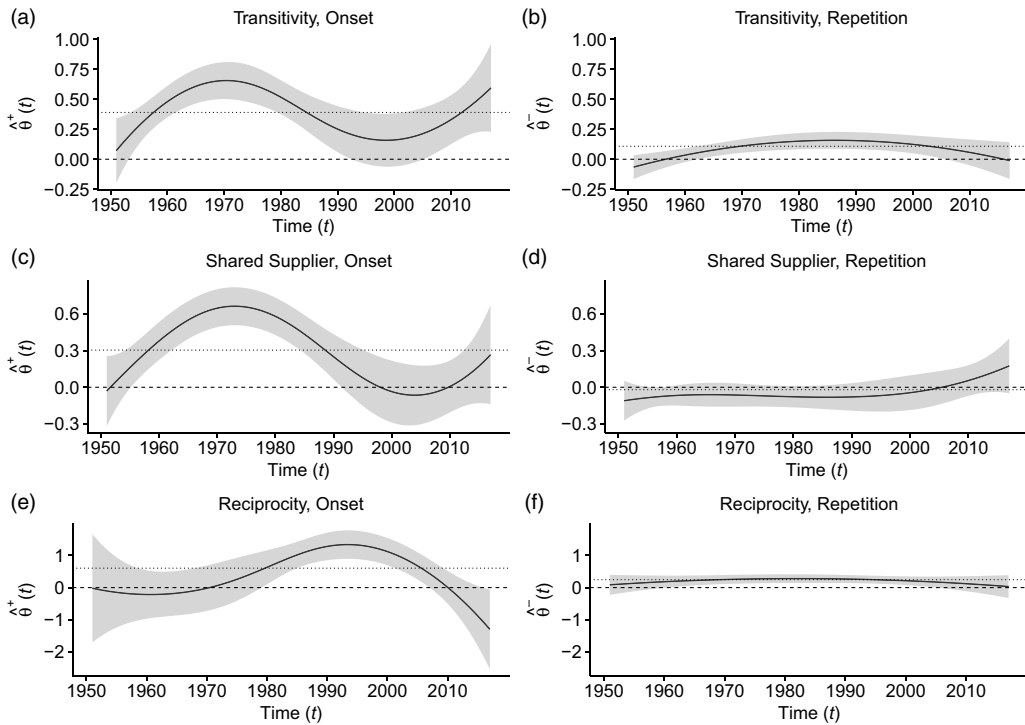 (a) Transitivity, Onset
1.00
0.75
0.50
0.25
0.00
−0.25
θ̂⁺ (t)
1950 1960 1970 1980 1990 2000 2010
Time (t)
(b) Transitivity, Repetition
1.00
0.75
0.50
0.25
0.00
−0.25
θ̂⁻ (t)
1950 1960 1970 1980 1990 2000 2010
Time (t)
(c) Shared Supplier, Onset
0.6
0.3
0.0
−0.3
θ̂⁺ (t)
1950 1960 1970 1980 1990 2000 2010
Time (t)
(d) Shared Supplier, Repetition
0.6
0.3
0.0
−0.3
θ̂⁻ (t)
1950 1960 1970 1980 1990 2000 2010
Time (t)
(e) Reciprocity, Onset
1
0
−1
−2
θ̂⁺ (t)
1950 1960 1970 1980 1990 2000 2010
Time (t)
(f) Reciprocity, Repetition
1
0
−1
−2
θ̂⁻ (t)
1950 1960 1970 1980 1990 2000 2010
Time (t)